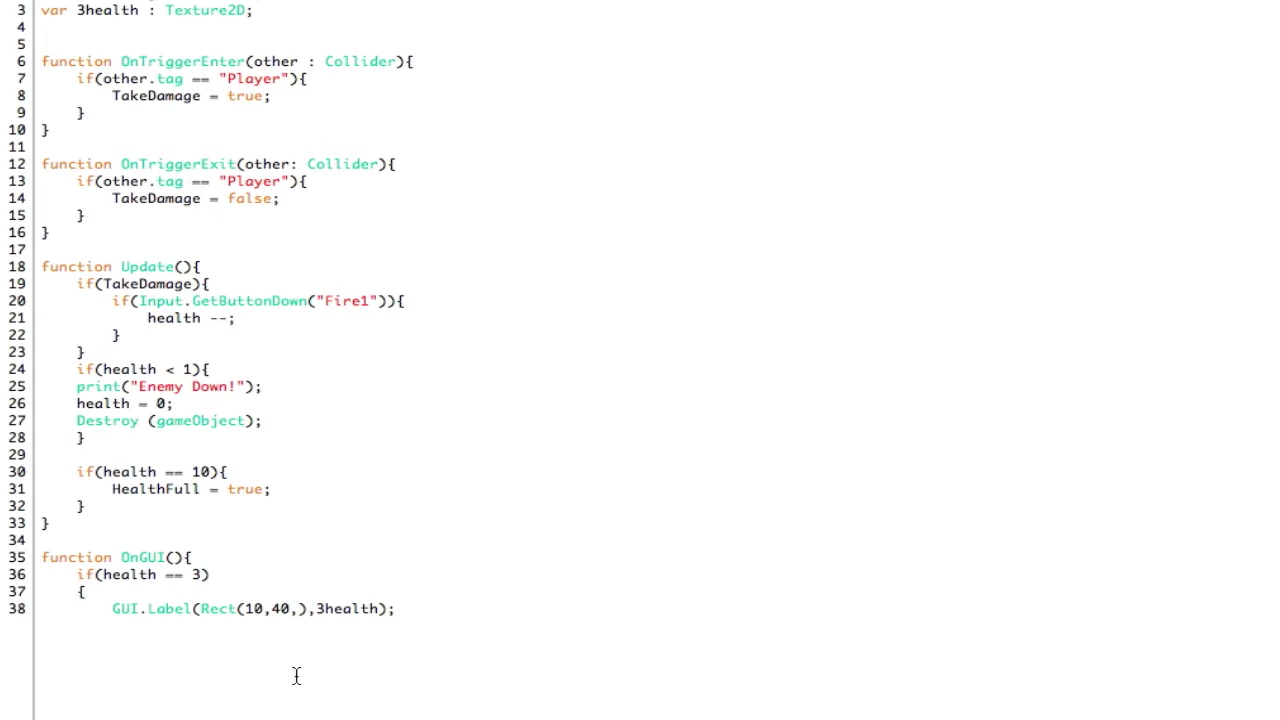 3 var 3health : Texture2D;
4
5
6 function OnTriggerEnter(other : Collider){
7 if(other.tag == "Player"){
8 TakeDamage = true;
9 }
10 }
11
12 function OnTriggerExit(other: Collider){
13 if(other.tag == "Player"){
14 TakeDamage = false;
15 }
16 }
17
18 function Update(){
19 if(TakeDamage){
20 if(Input.GetButtonDown("Fire1")){
21 health --;
22 }
23 }
24 if(health < 1){
25 print("Enemy Down!");
26 health = 0;
27 Destroy (gameObject);
28 }
29
30 if(health == 10){
31 HealthFull = true;
32 }
33 }
34
35 function OnGUI(){
36 if(health == 3)
37 {
38 GUI.Label(Rect(10,40,),3health);